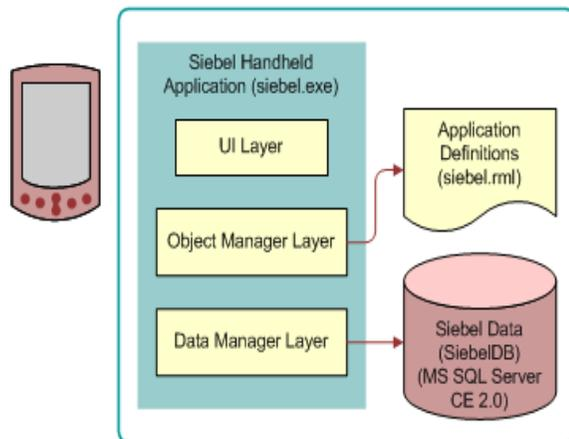 Siebel Handheld
Application (siebel.exe)
UI Layer
Object Manager Layer
Data Manager Layer
Application
Definitions
(siebel.rml)
Siebel Data
(SiebelDB)
(MS SQL Server
CE 2.0)